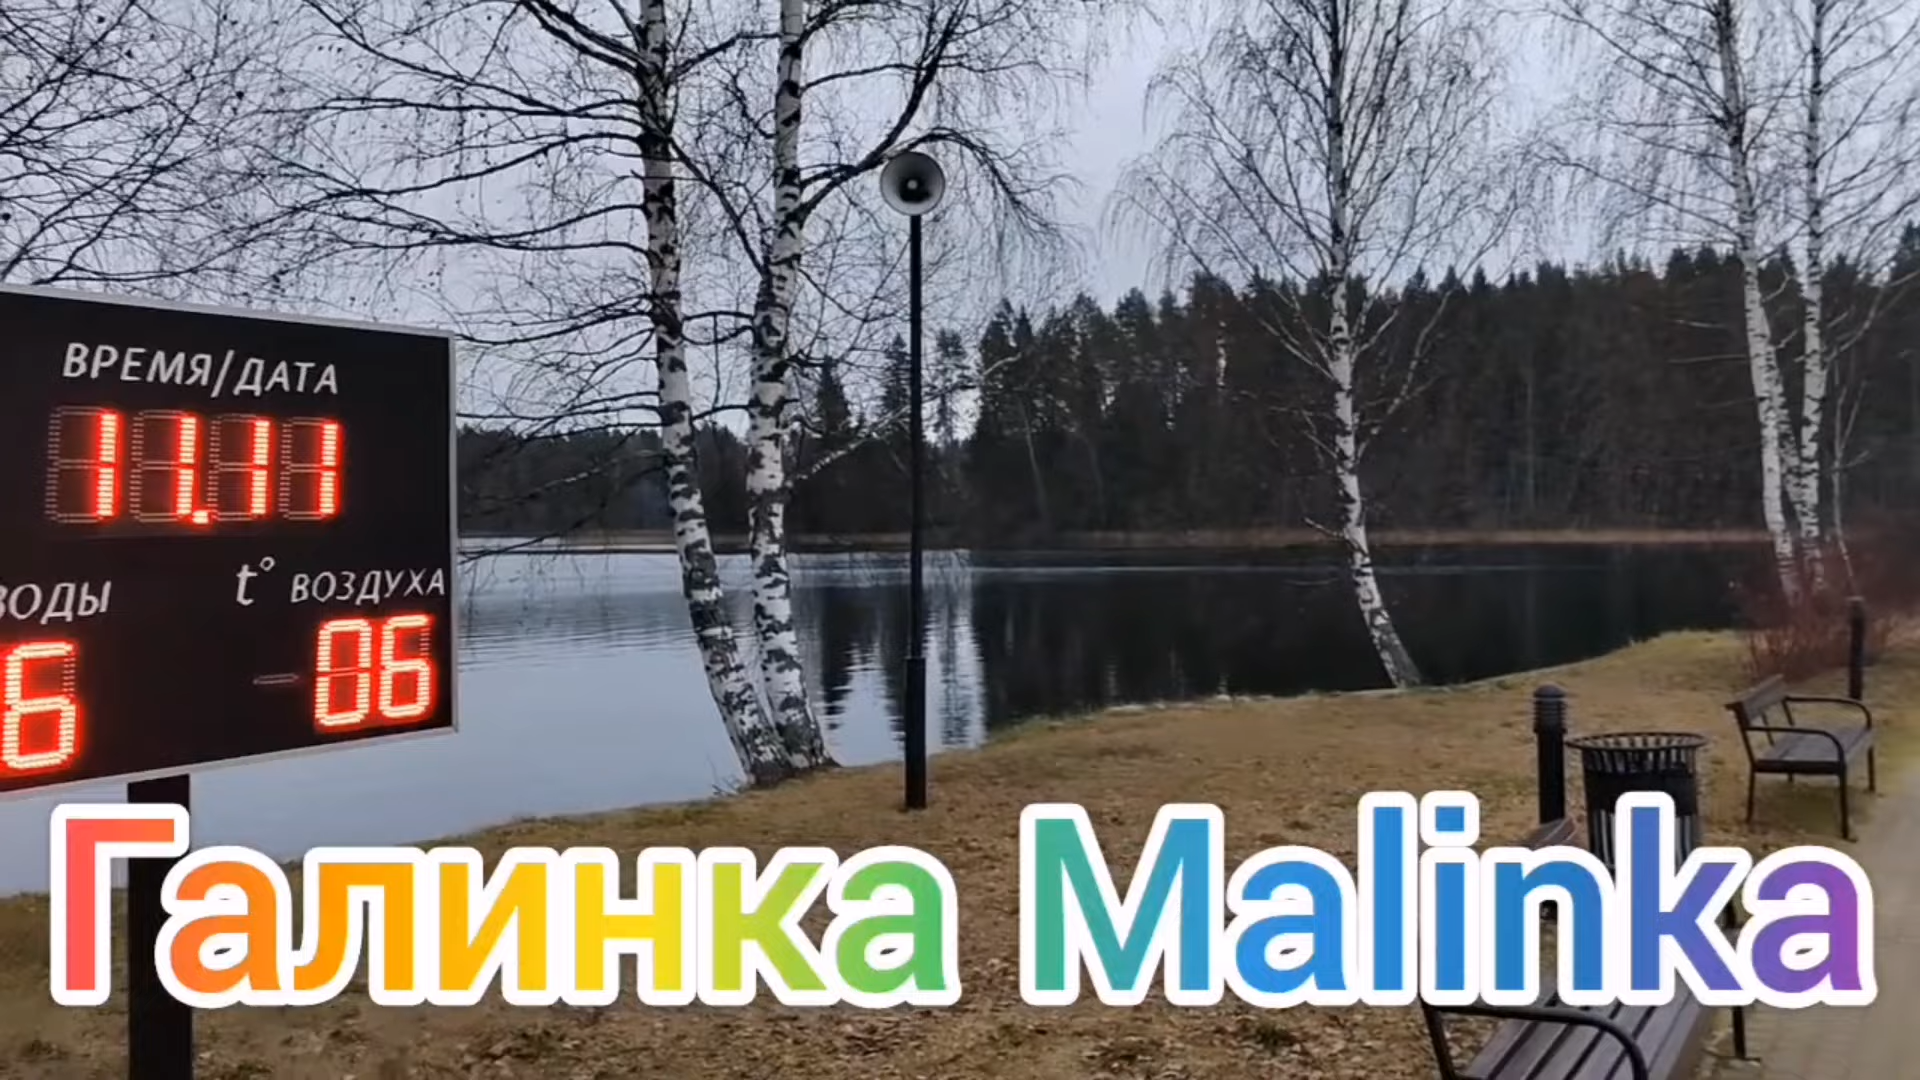 ВРЕМЯ/ДАТА
11.11
ВОДЫ t° ВОЗДУХА
6 -06
Галинка Malinka